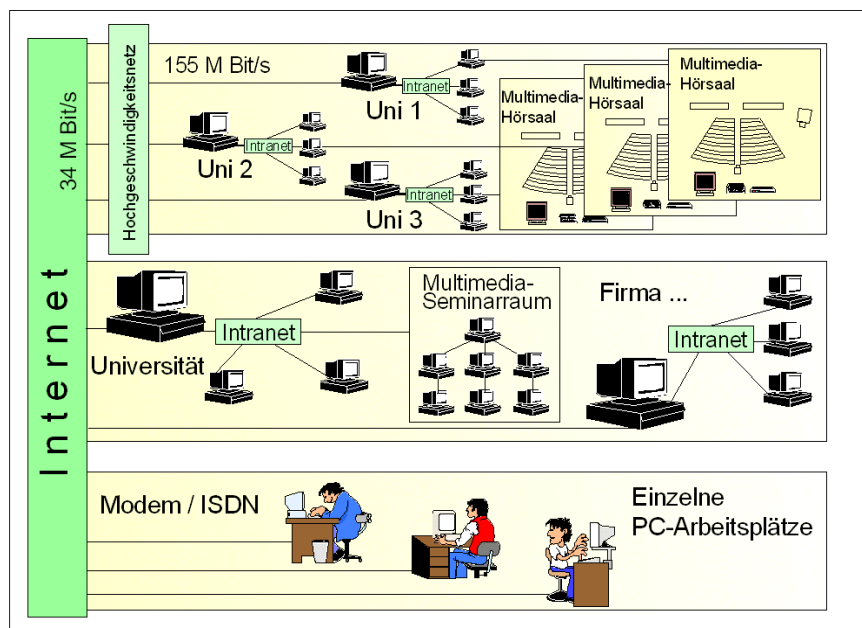 Internet
34 M Bit/s
Hochgeschwindigkeitsnetz
155 M Bit/s
Intranet
Uni 1
Intranet
Uni 2
Intranet
Uni 3
Multimedia-
Hörsaal
Multimedia-
Hörsaal
Multimedia-
Hörsaal
Universität
Intranet
Multimedia-
Seminarraum
Firma ...
Intranet
Modem / ISDN
Einzelne
PC-Arbeitsplätze